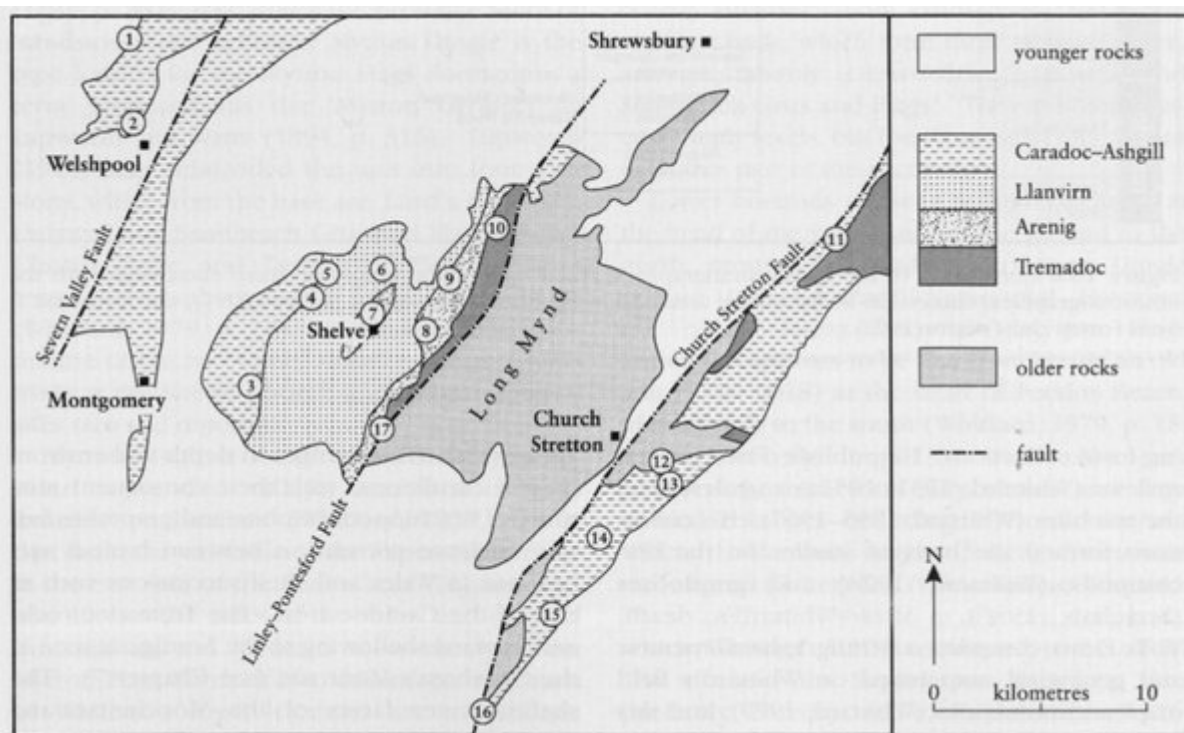 Shrewsbury
1
2
Welshpool
Severn Valley Fault
Montgomery
3
4
5
6
7
Shelve
8
9
10
11
17
Long Mynd
Linley–Pontesford Fault
Church Stretton Fault
Church
Stretton
12
13
14
15
16
younger rocks
Caradoc–Ashgill
Llanvirn
Arenig
Tremadoc
older rocks
fault
N
0 kilometres 10